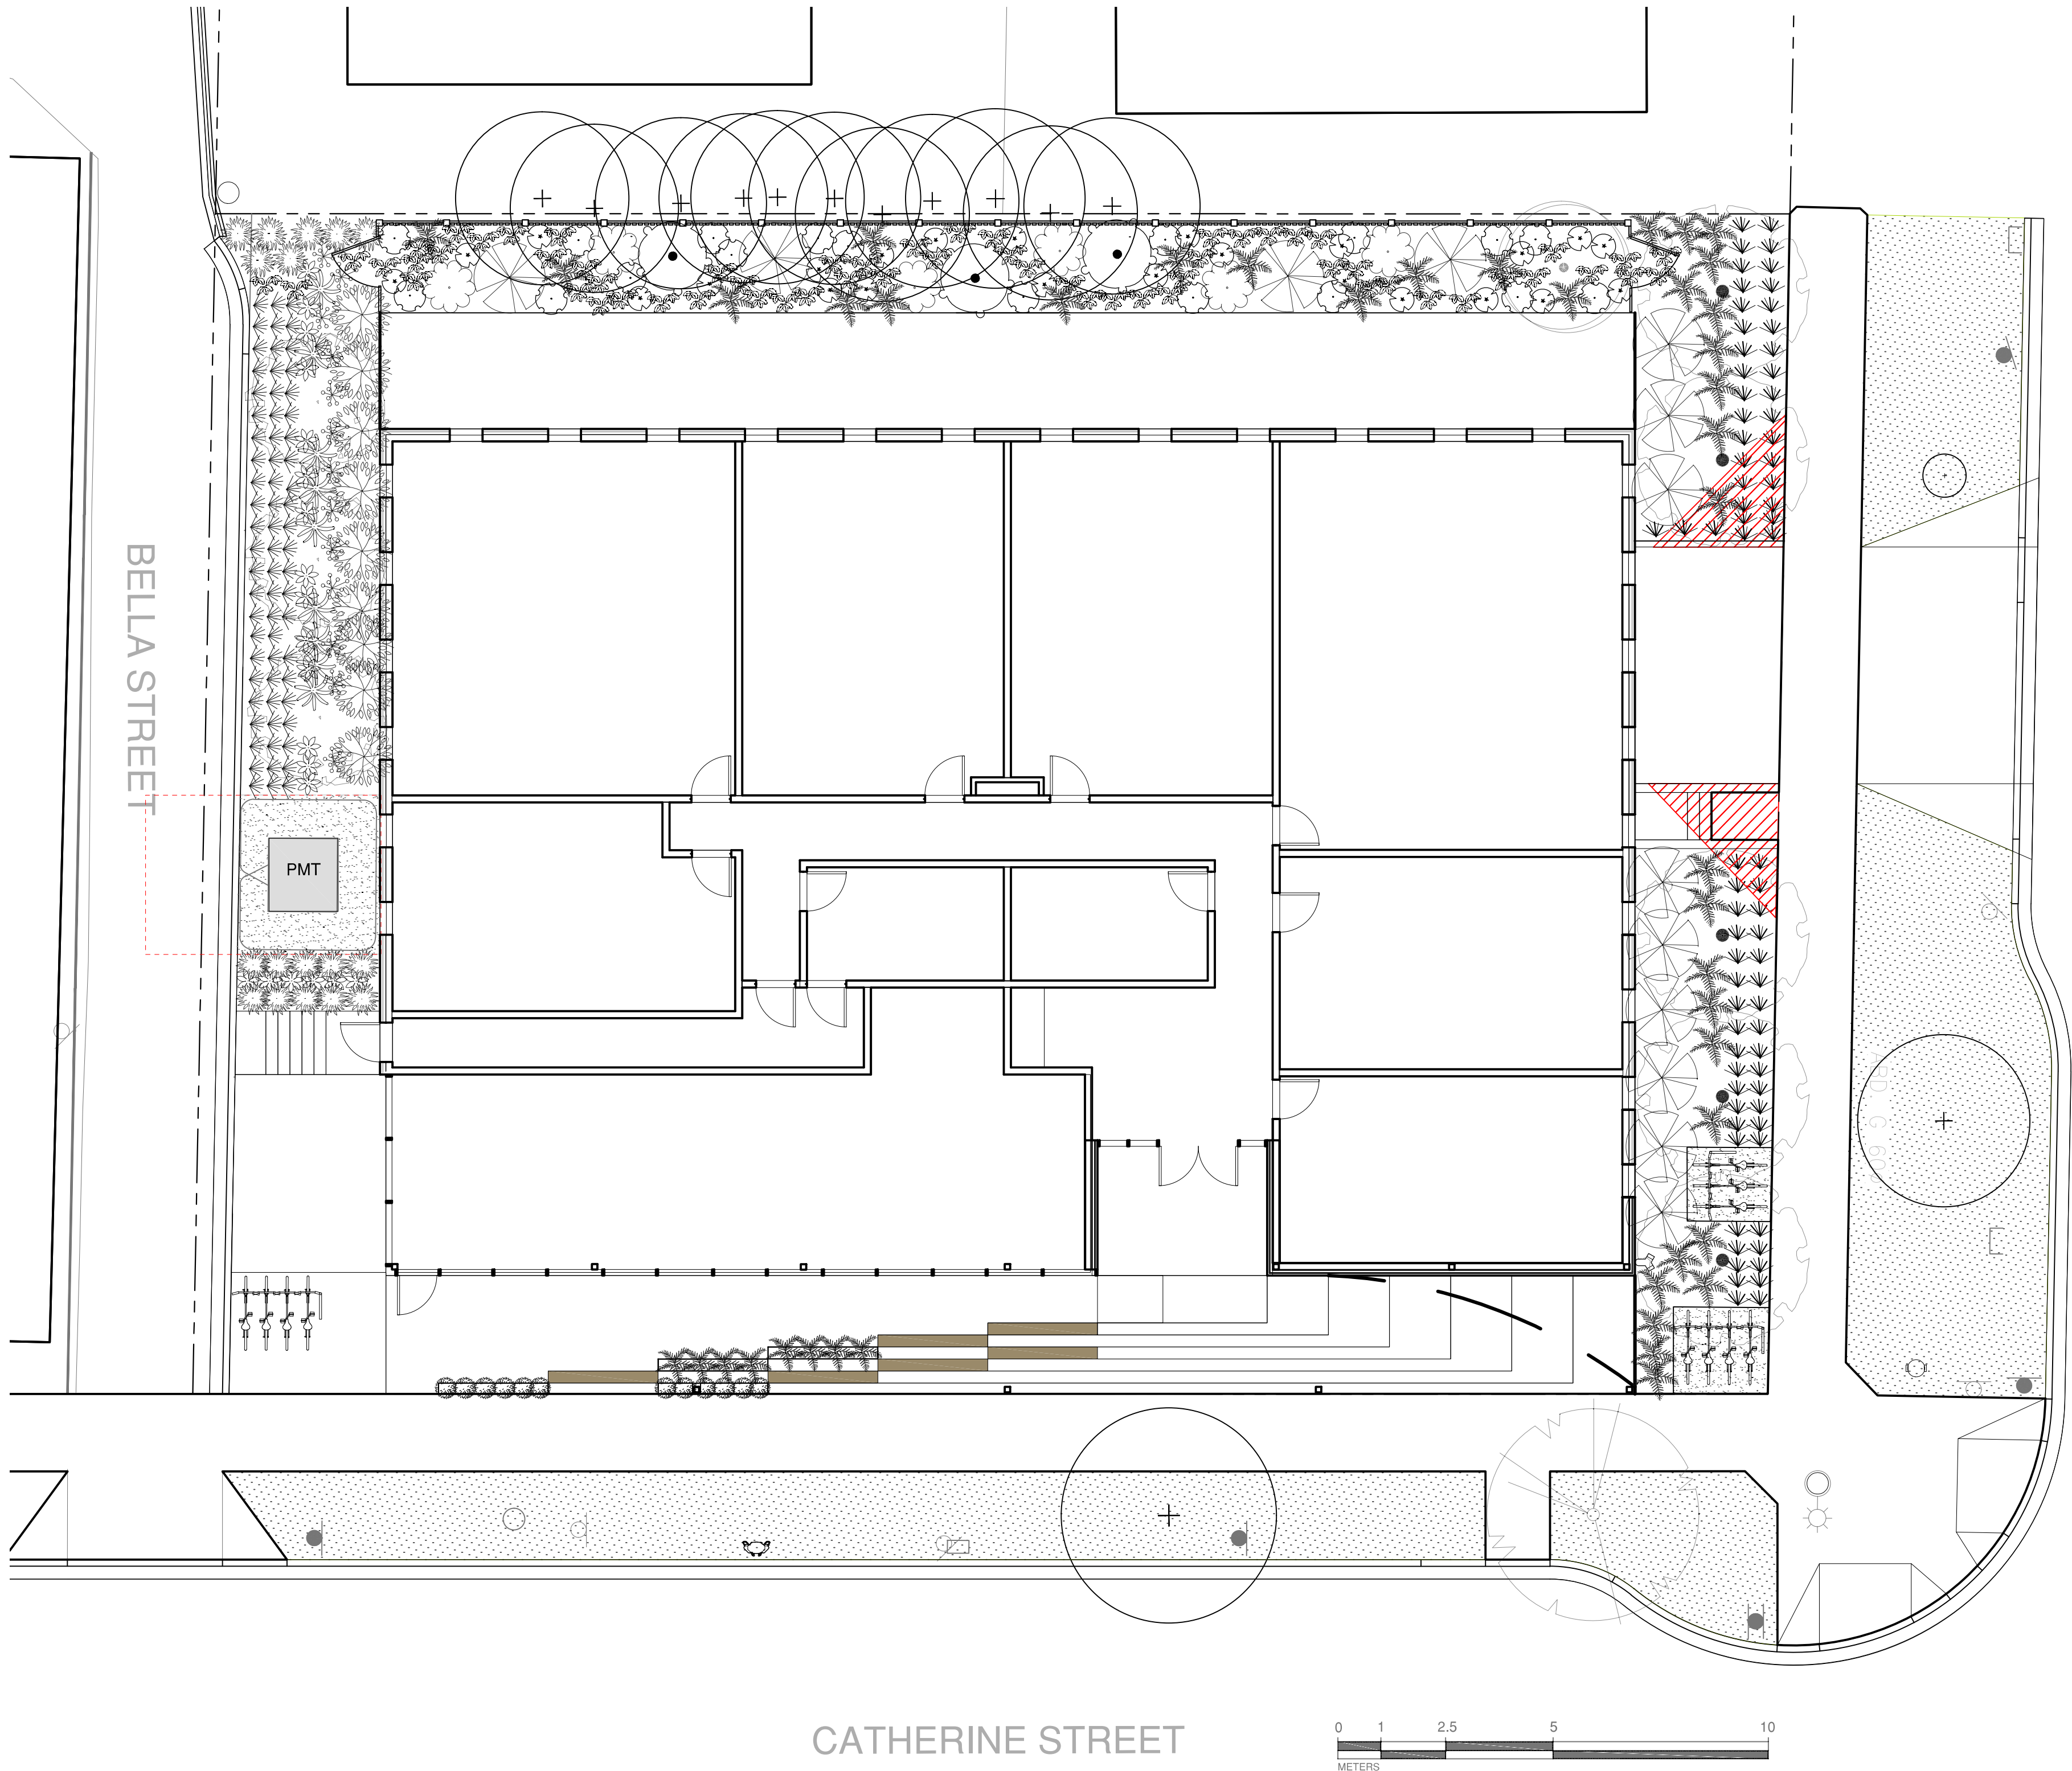 BELLA STREET
PMT
CATHERINE STREET
0 1 2.5 5 10
METERS